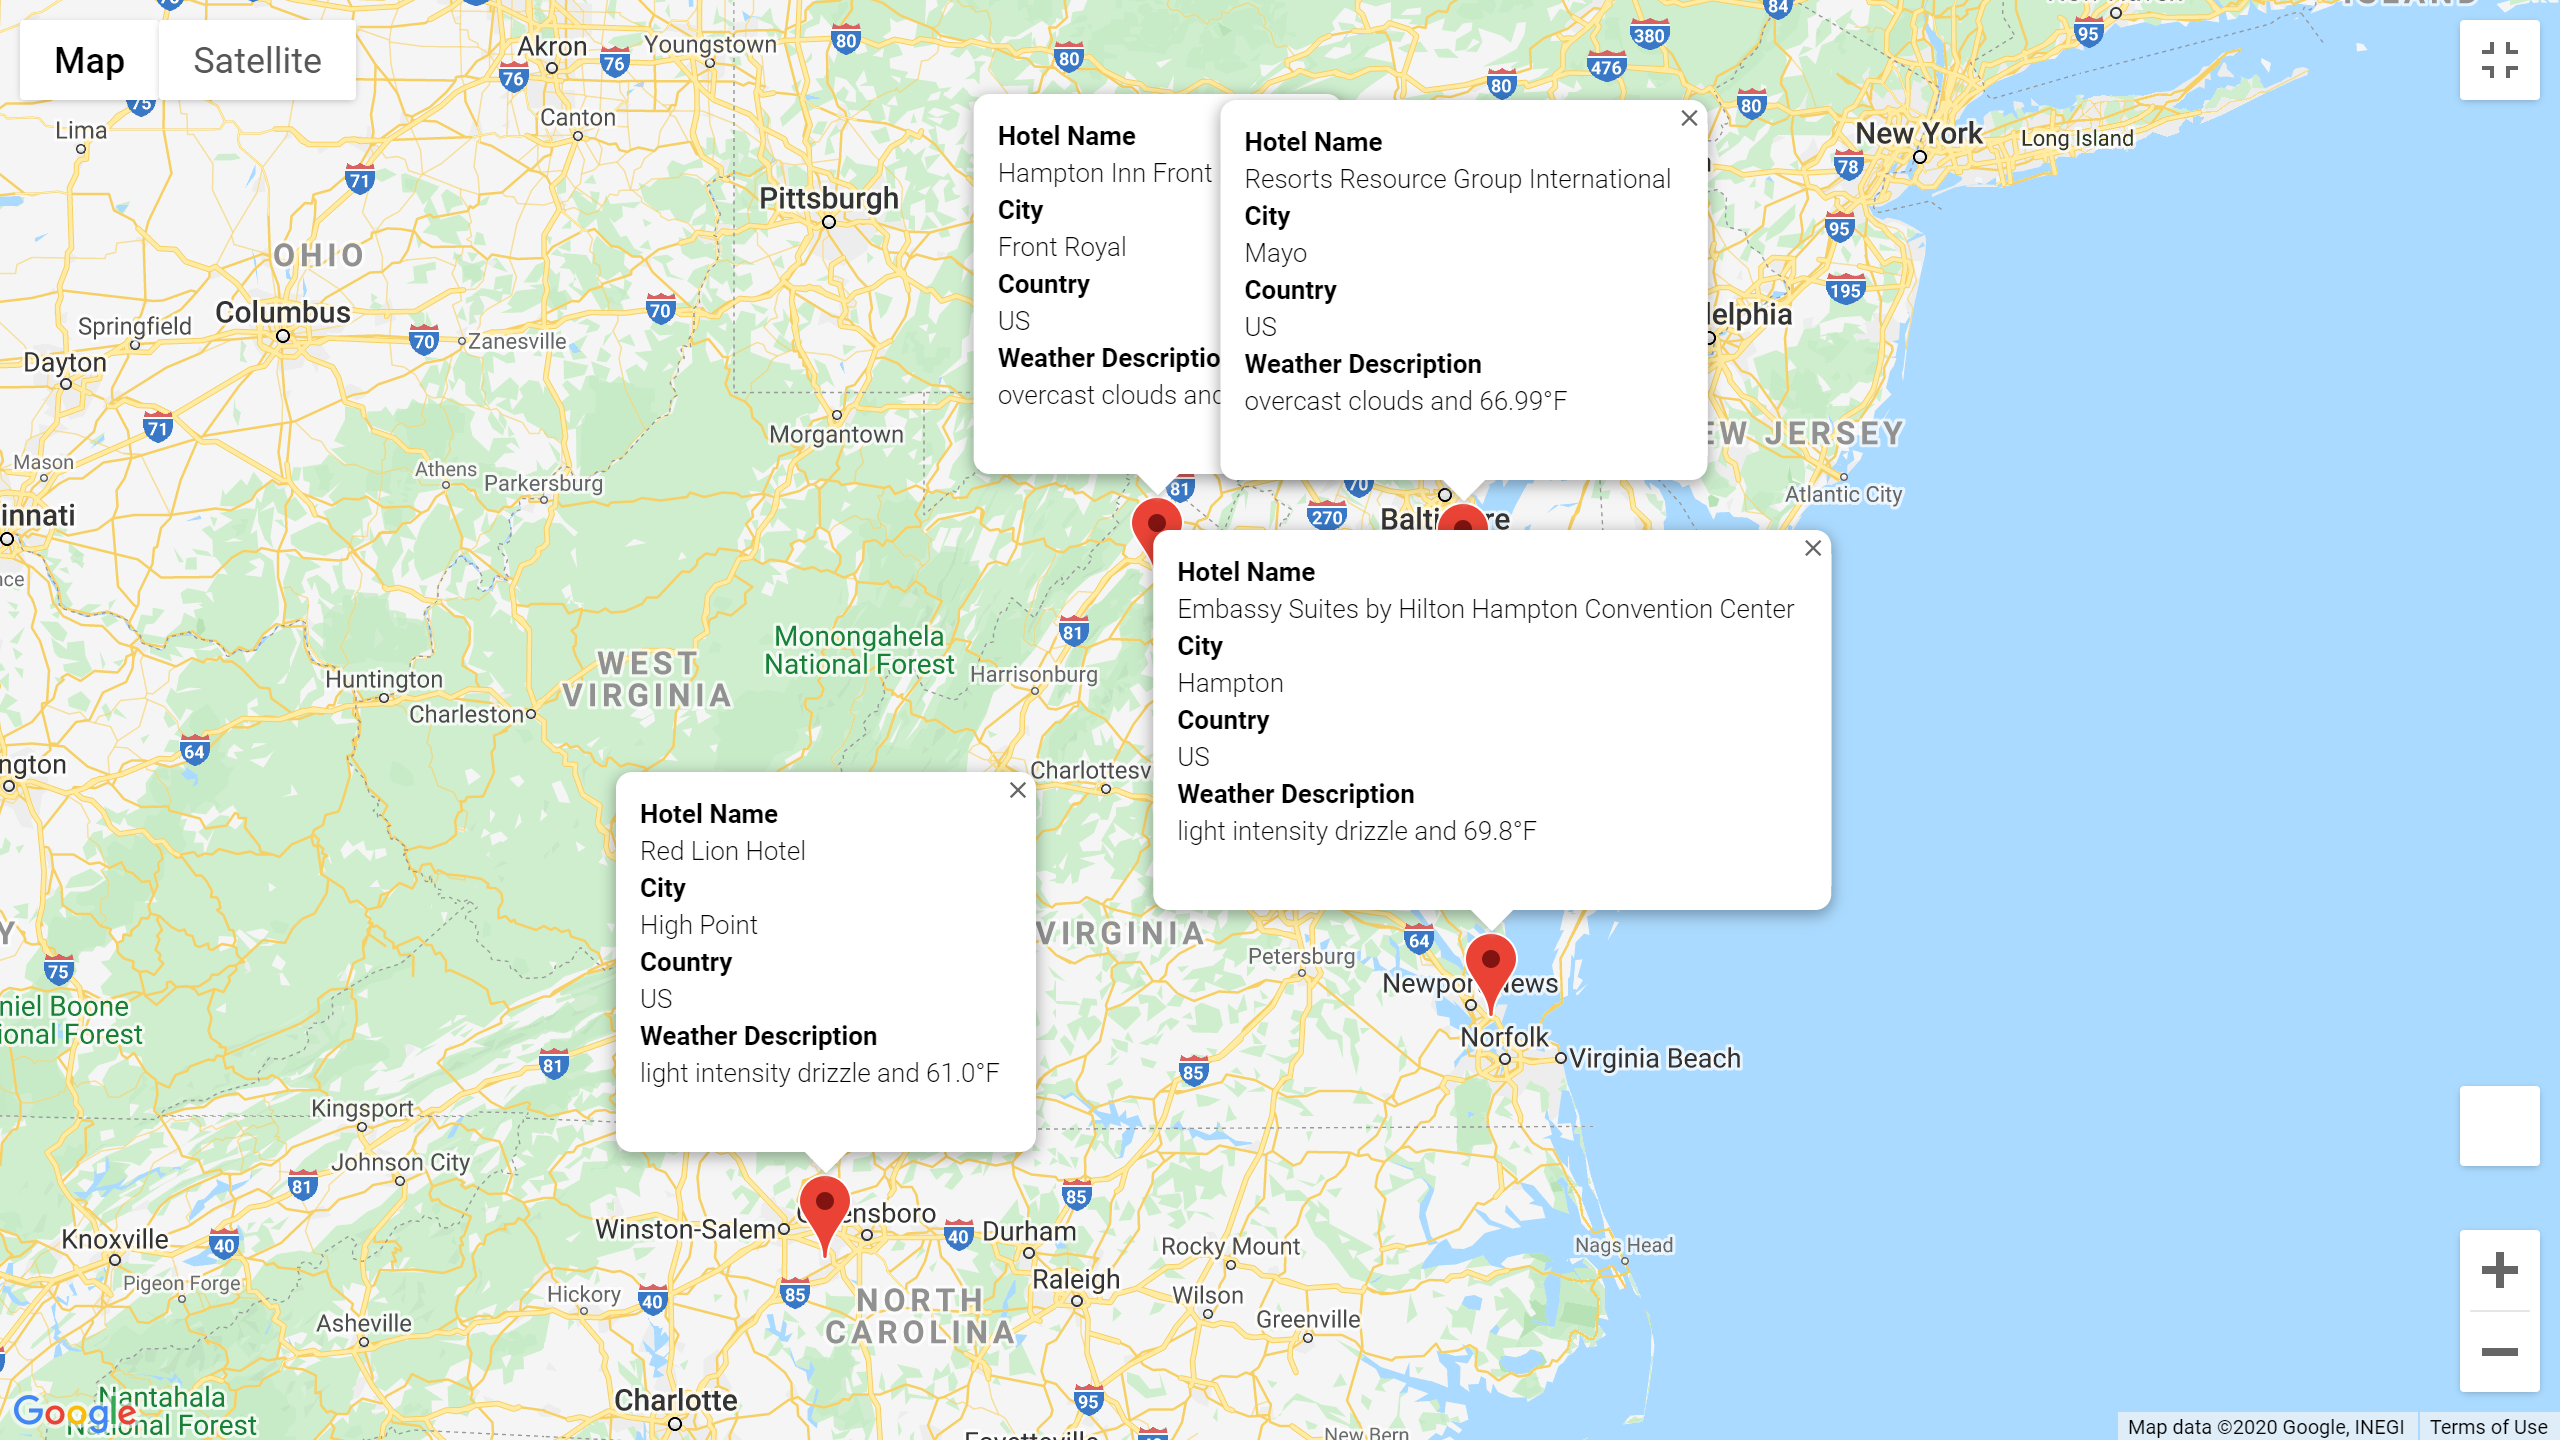 Map
Satellite
Hotel Name
Hampton Inn Front
City
Front Royal
Country
US
Weather Descriptio
overcast clouds and
Hotel Name
Resorts Resource Group International
City
Mayo
Country
US
Weather Description
overcast clouds and 66.99°F
Hotel Name
Embassy Suites by Hilton Hampton Convention Center
City
Hampton
Country
US
Weather Description
light intensity drizzle and 69.8°F
Hotel Name
Red Lion Hotel
City
High Point
Country
US
Weather Description
light intensity drizzle and 61.0°F
Akron
Youngstown
Canton
Lima
Pittsburgh
OHIO
Columbus
Springfield
Zanesville
Dayton
Morgantown
Mason
Athens
Parkersburg
innati
New York
Long Island
elphia
EW JERSEY
Atlantic City
Monongahela
National Forest
Harrisonburg
WEST
VIRGINIA
Huntington
Charleston
ngton
Charlottesv
VIRGINIA
Petersburg
Norfolk
Virginia Beach
niel Boone
ional Forest
Kingsport
Johnson City
Knoxville
Pigeon Forge
Asheville
Hickory
Winston-Salem
Durham
Raleigh
Rocky Mount
Wilson
Greenville
Nags Head
NORTH
CAROLINA
Charlotte
New Bern
Nantahala
National Forest
Google
80
80
80
80
76
76
75
71
71
70
70
70
380
476
84
95
78
95
195
81
270
81
64
64
75
81
81
85
85
85
40
40
40
95
Map data ©2020 Google, INEGI
Terms of Use